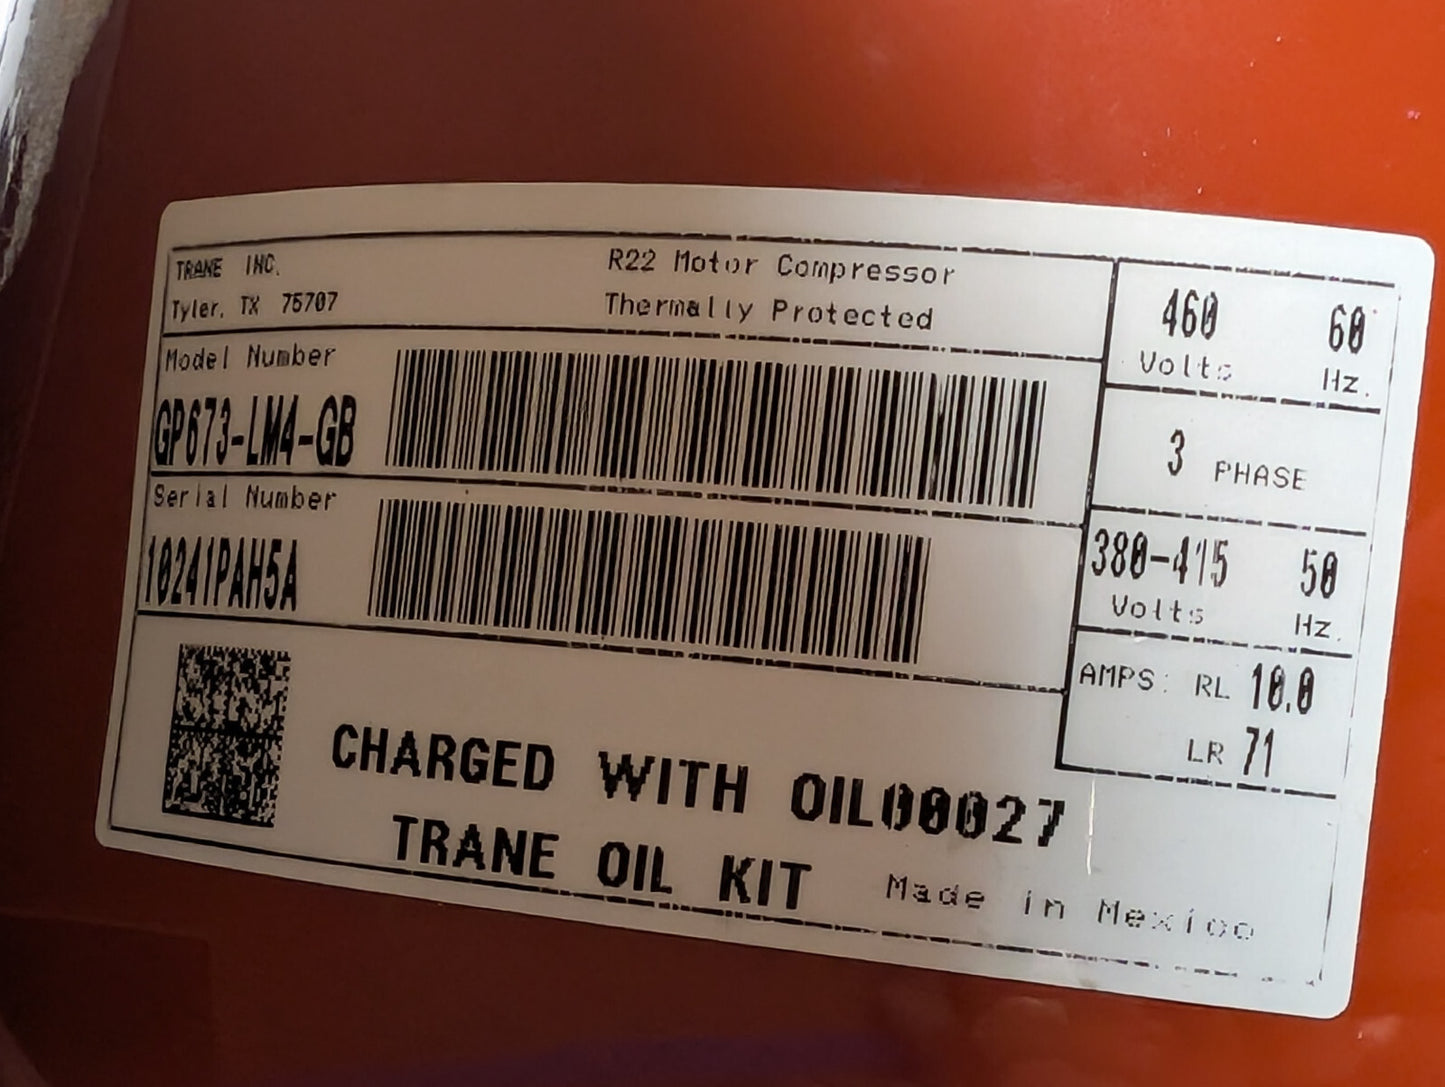 TRANE INC.
Tyler, TX 75707
R22 Motor Compressor
Thermally Protected
Model Number
GP673-LM4-GB
Serial Number
10241PAH5A
460 60
Volts Hz.
3 PHASE
380-415 50
Volts Hz.
AMPS: RL 10.0
LR 71
CHARGED WITH OIL00027
TRANE OIL KIT
Made in Mexico